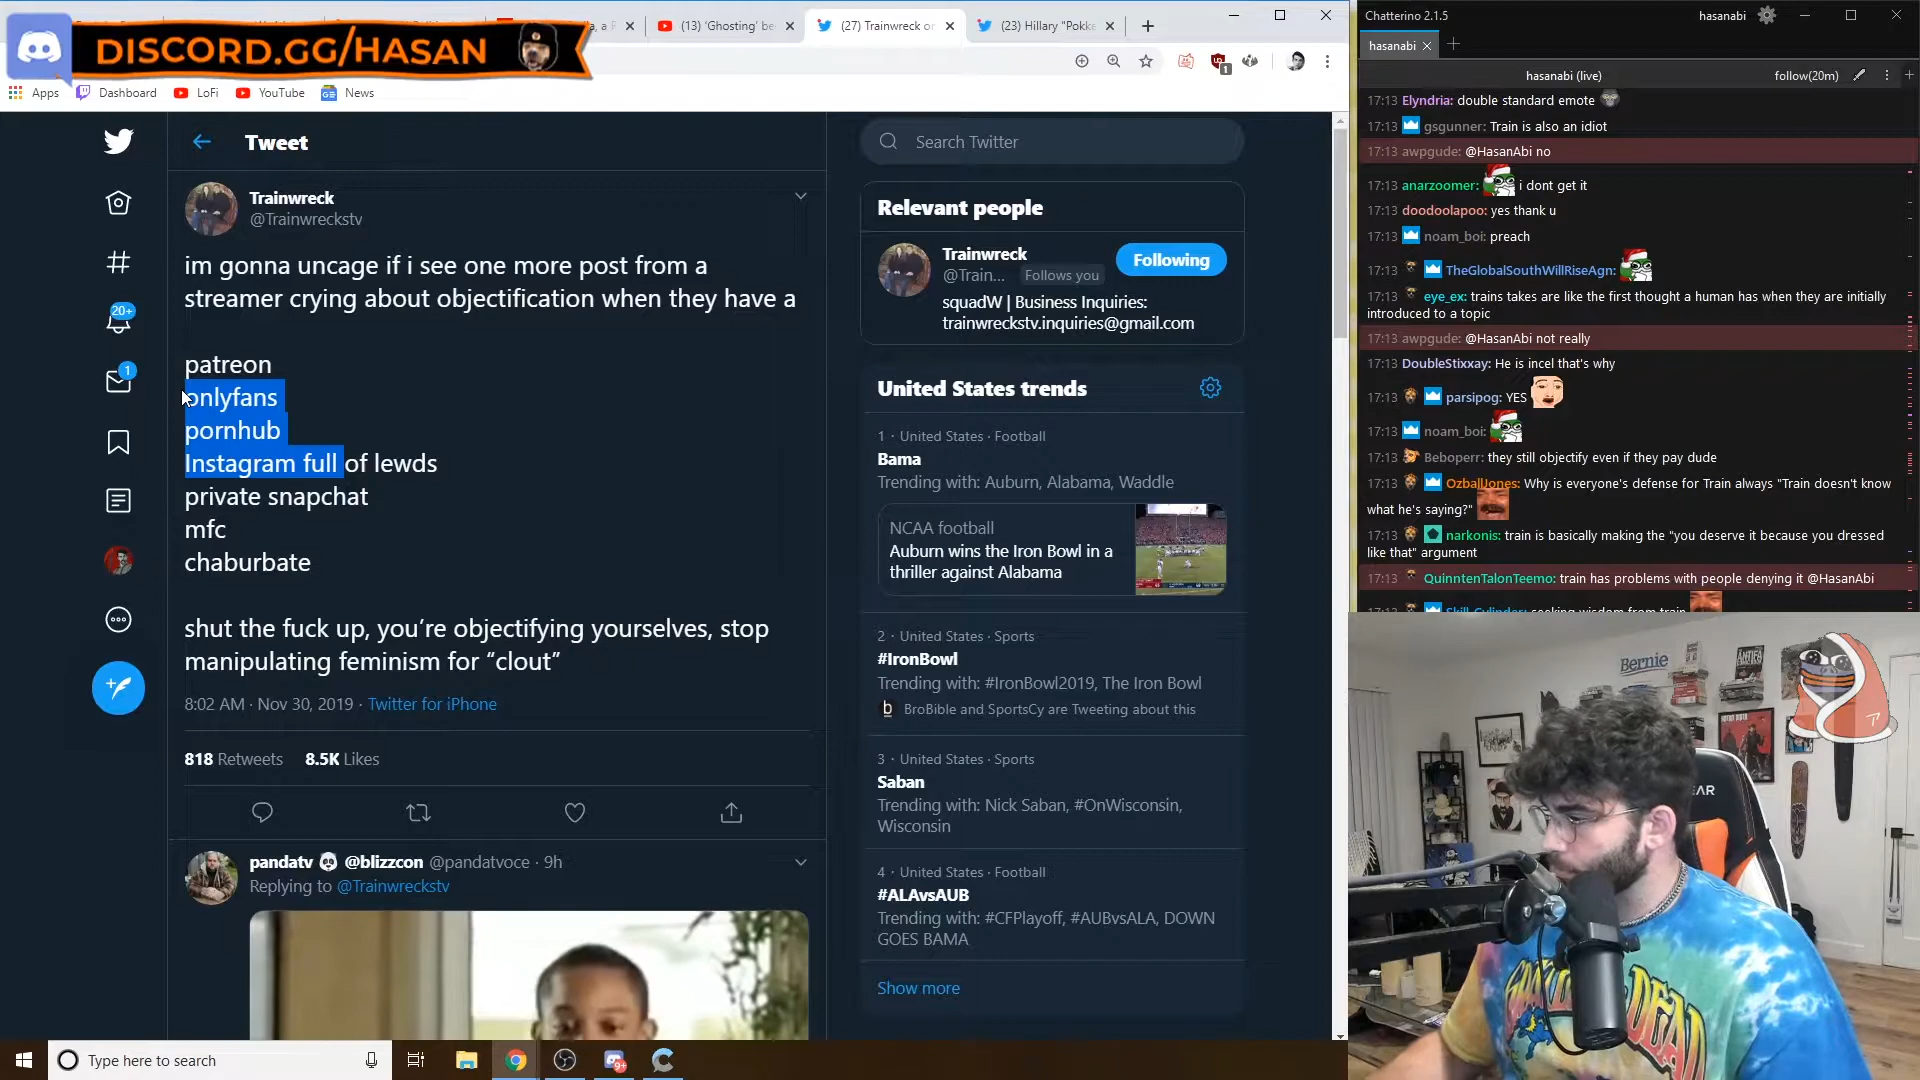 DISCORD.GG/HASAN
(13) 'Ghosting' be
(27) Trainwreck or
(23) Hillary "Pokke
Apps
Dashboard
LoFi
YouTube
News
20+
1
Tweet
Trainwreck
@Trainwreckstv
im gonna uncage if i see one more post from a
streamer crying about objectification when they have a
patreon
onlyfans
pornhub
Instagram full of lewds
private snapchat
mfc
chaburbate
shut the fuck up, you're objectifying yourselves, stop
manipulating feminism for “clout”
8:02 AM · Nov 30, 2019 · Twitter for iPhone
818 Retweets 8.5K Likes
pandatv @blizzcon @pandatvoce · 9h
Replying to @Trainwreckstv
Search Twitter
Relevant people
Trainwreck
@Train... Follows you
Following
squadW | Business Inquiries:
trainwreckstv.inquiries@gmail.com
United States trends
1 · United States · Football
Bama
Trending with: Auburn, Alabama, Waddle
NCAA football
Auburn wins the Iron Bowl in a
thriller against Alabama
2 · United States · Sports
#IronBowl
Trending with: #IronBowl2019, The Iron Bowl
BroBible and SportsCy are Tweeting about this
3 · United States · Sports
Saban
Trending with: Nick Saban, #OnWisconsin,
Wisconsin
4 · United States · Football
#ALAvsAUB
Trending with: #CFPlayoff, #AUBvsALA, DOWN
GOES BAMA
Show more
Type here to search
9+
Chatterino 2.1.5
hasanabi
hasanabi
hasanabi (live)
follow(20m)
17:13 Elyndria: double standard emote
17:13 gsgunner: Train is also an idiot
17:13 awpgude: @HasanAbi no
17:13 anarzoomer: i dont get it
17:13 doodoolapoo: yes thank u
17:13 noam_boi: preach
17:13 TheGlobalSouthWillRiseAgn:
17:13 eye_ex: trains takes are like the first thought a human has when they are initially
introduced to a topic
17:13 awpgude: @HasanAbi not really
17:13 DoubleStixxay: He is incel that's why
17:13 parsipog: YES
17:13 noam_boi:
17:13 Beboperr: they still objectify even if they pay dude
17:13 OzballJones: Why is everyone's defense for Train always "Train doesn't know
what he's saying?"
17:13 narkonis: train is basically making the "you deserve it because you dressed
like that" argument
17:13 QuinntenTalonTeemo: train has problems with people denying it @HasanAbi
17:13 Skill_Cylinder: seeking wisdom from train
Bernie
ANTIFA